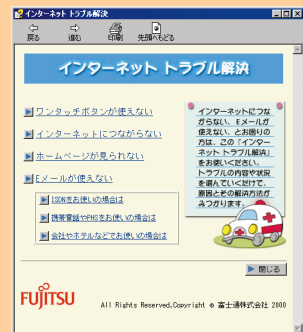 インターネット トラブル解決
戻る 進む 印刷 先頭へもどる
インターネット トラブル解決
ワンタッチボタンが使えない
インターネットにつながらない
ホームページが見られない
Eメールが使えない
ISDNをお使いの場合は
携帯電話やPHSをお使いの場合は
会社やホテルなどでお使いの場合は
インターネットにつな
がらない、Eメールが
使えない、とお困りの
方は、この「インター
ネット トラブル解決」
をお使いください。
トラブルの内容や状況
を選んでいくだけで、
原因とその解決方法が
みつかります。
閉じる
FUJITSU
All Rights Reserved.Copyright © 富士通株式会社 2000